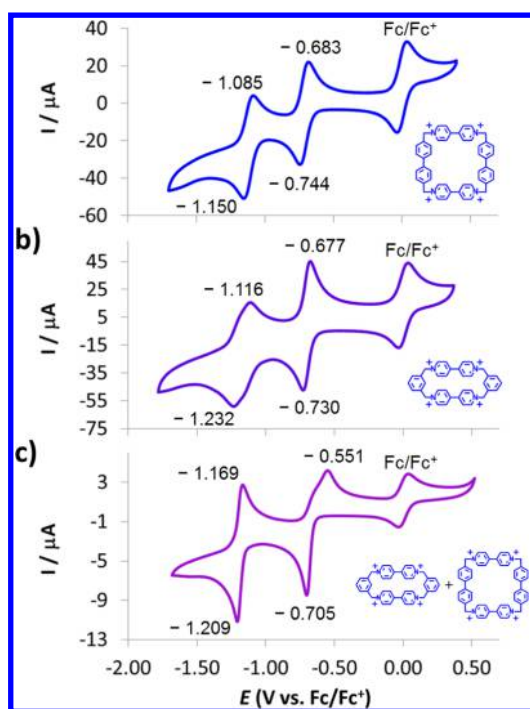 Fc/Fc⁺
− 0.683
− 1.085
40
20
0
-20
-40
-60
I / µA
− 0.744
− 1.150
N
N
N
N
+
+
+
+
b)
Fc/Fc⁺
− 0.677
− 1.116
45
25
5
-15
-35
-55
-75
I / µA
− 0.730
− 1.232
N
N
N
N
+
+
+
+
c)
Fc/Fc⁺
− 0.551
− 1.169
3
-1
-5
-9
-13
I / µA
− 0.705
− 1.209
N
N
N
N
+
+
+
+
+
N
N
N
N
+
+
+
+
-2.00 -1.50 -1.00 -0.50 0.00 0.50
E (V vs. Fc/Fc⁺)